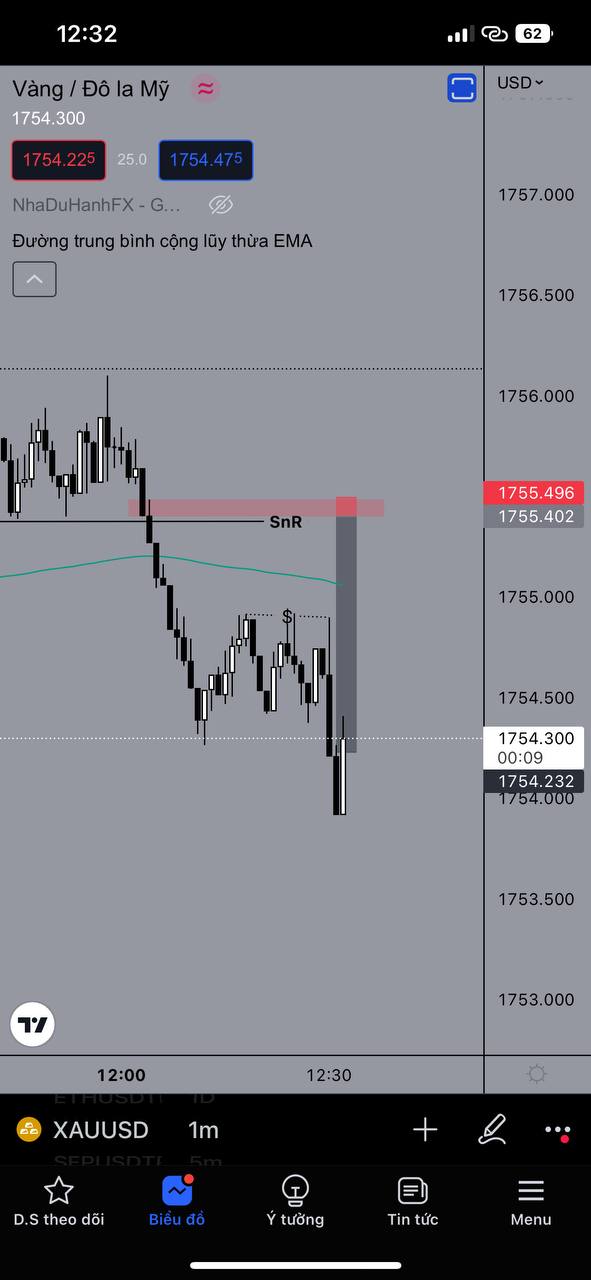 12:32
62
Vàng / Đô la Mỹ
USD
1754.300
1754.225
25.0
1754.475
NhaDuHanhFX - G...
Đường trung bình cộng lũy thừa EMA
1757.000
1756.500
1756.000
1755.496
1755.402
SnR
1755.000
$
1754.500
1754.300
00:09
1754.232
1754.000
1753.500
1753.000
12:00
12:30
XAUUSD
1m
5m
D.S theo dõi
Biểu đồ
Ý tưởng
Tin tức
Menu